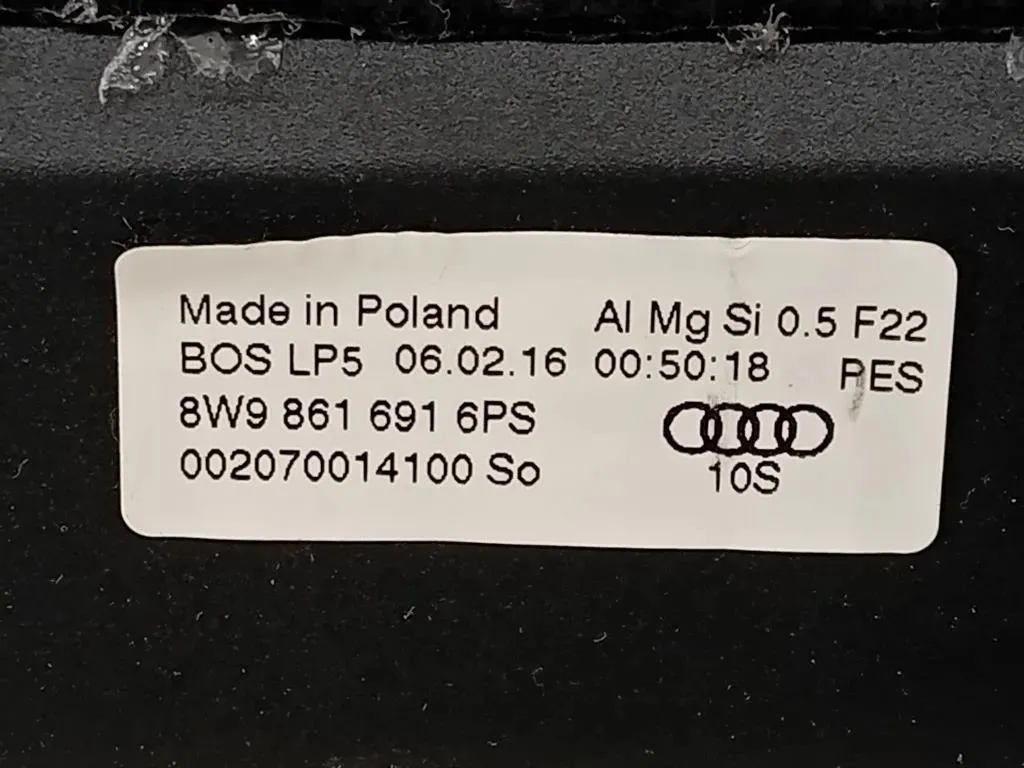 Made in Poland Al Mg Si 0.5 F22
BOS LP5 06.02.16 00:50:18 RES
8W9 861 691 6PS
002070014100 So
10S